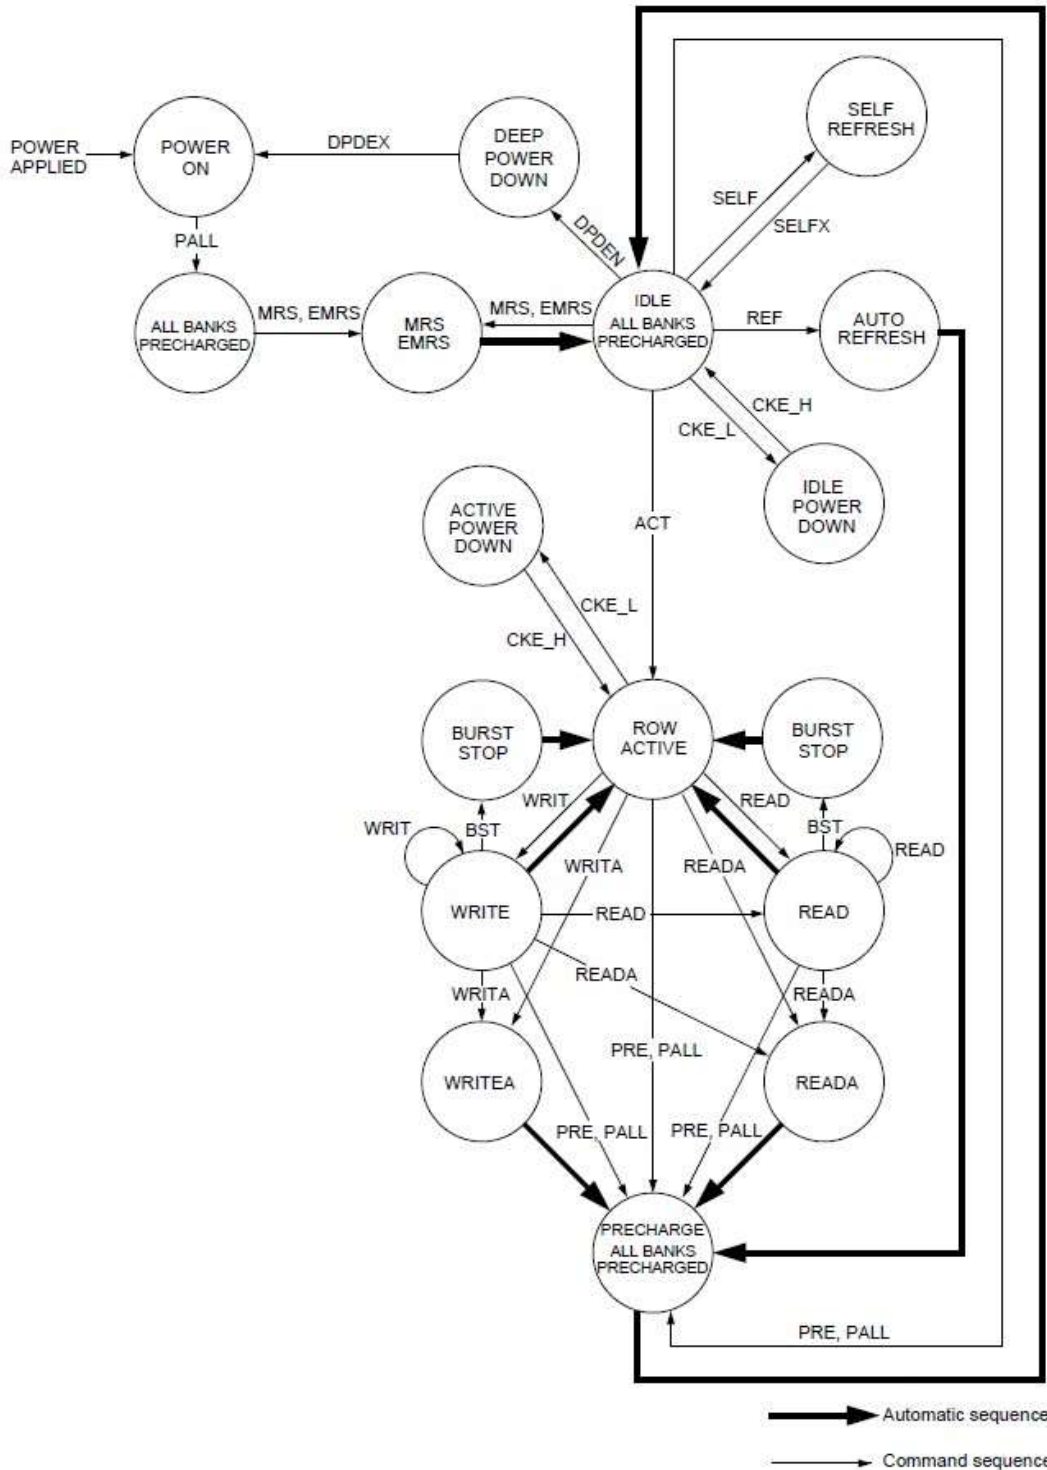 SELF
REFRESH
DEEP
POWER
DOWN
POWER
ON
POWER
APPLIED
DPDEX
DPDEN
SELF
SELFX
PALL
IDLE
ALL BANKS
PRECHARGED
ALL BANKS
PRECHARGED
MRS, EMRS
MRS
EMRS
MRS, EMRS
REF
AUTO
REFRESH
CKE_H
CKE_L
IDLE
POWER
DOWN
ACTIVE
POWER
DOWN
ACT
CKE_L
CKE_H
BURST
STOP
ROW
ACTIVE
BURST
STOP
WRIT
READ
WRIT
BST
BST
READ
WRITA
READA
WRITE
READ
READ
READA
WRITA
READA
PRE, PALL
WRITEA
READA
PRE, PALL
PRE, PALL
PRECHARGE
ALL BANKS
PRECHARGED
PRE, PALL
Automatic sequence
Command sequence